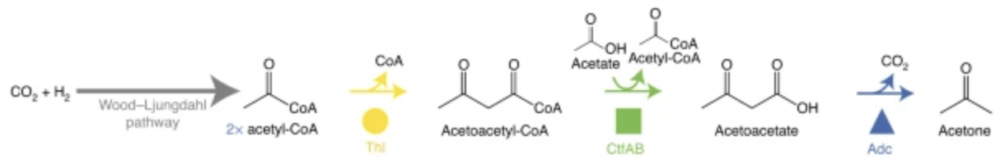 CO₂ + H₂
Wood–Ljungdahl
pathway
O
CoA
2× acetyl-CoA
CoA
Thl
O O
CoA
Acetoacetyl-CoA
O
OH
Acetate
O
CoA
Acetyl-CoA
CtfAB
O O
OH
Acetoacetate
CO₂
Adc
O
Acetone